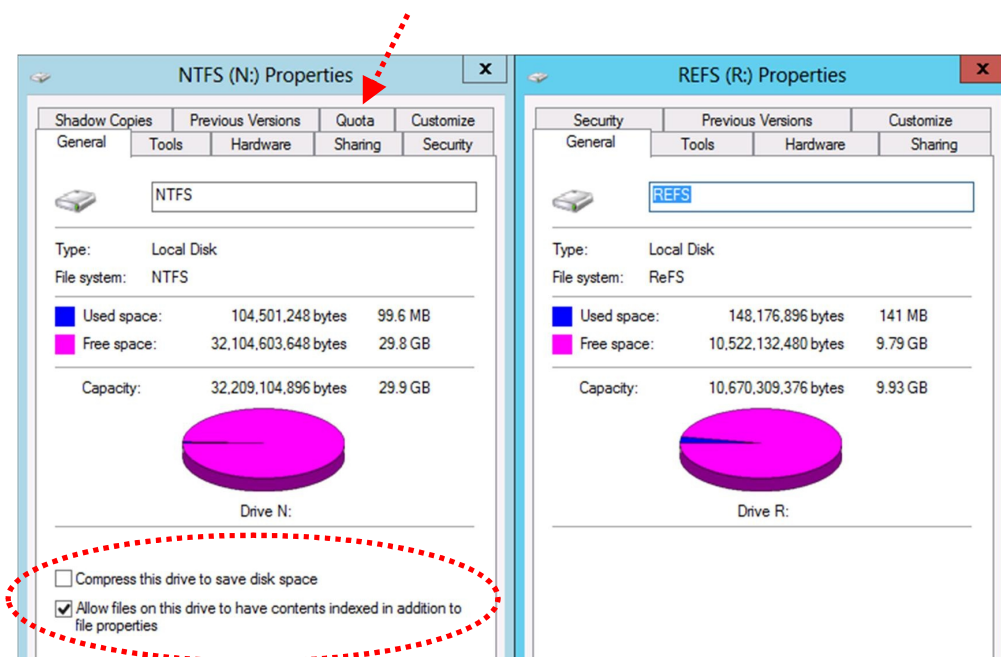 NTFS (N:) Properties
x
Shadow Copies Previous Versions Quota Customize
General Tools Hardware Sharing Security
NTFS
Type: Local Disk
File system: NTFS
Used space: 104,501,248 bytes 99.6 MB
Free space: 32,104,603,648 bytes 29.8 GB
Capacity: 32,209,104,896 bytes 29.9 GB
Drive N:
Compress this drive to save disk space
Allow files on this drive to have contents indexed in addition to
file properties
REFS (R:) Properties
x
Security Previous Versions Customize
General Tools Hardware Sharing
REFS
Type: Local Disk
File system: ReFS
Used space: 148,176,896 bytes 141 MB
Free space: 10,522,132,480 bytes 9.79 GB
Capacity: 10,670,309,376 bytes 9.93 GB
Drive R: